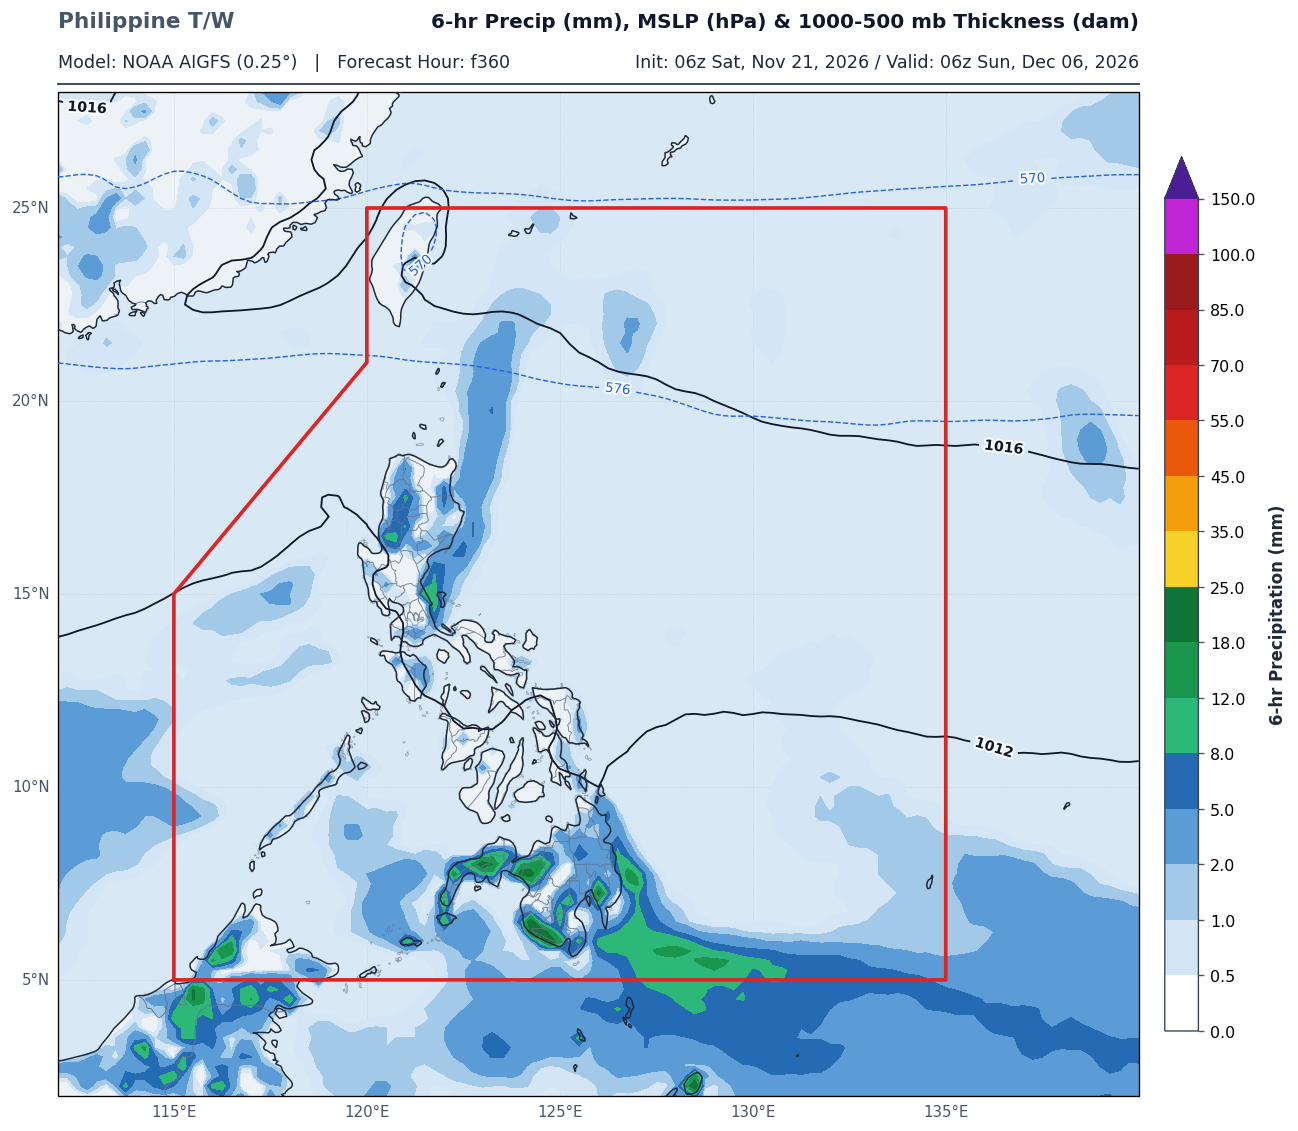 Philippine T/W
6-hr Precip (mm), MSLP (hPa) & 1000-500 mb Thickness (dam)
Model: NOAA AIGFS (0.25°) | Forecast Hour: f360
Init: 06z Sat, Nov 21, 2026 / Valid: 06z Sun, Dec 06, 2026
1016
570
25°N
570
576
20°N
1016
15°N
1012
10°N
5°N
115°E
120°E
125°E
130°E
135°E
150.0
100.0
85.0
70.0
55.0
45.0
35.0
25.0
18.0
12.0
8.0
5.0
2.0
1.0
0.5
0.0
6-hr Precipitation (mm)